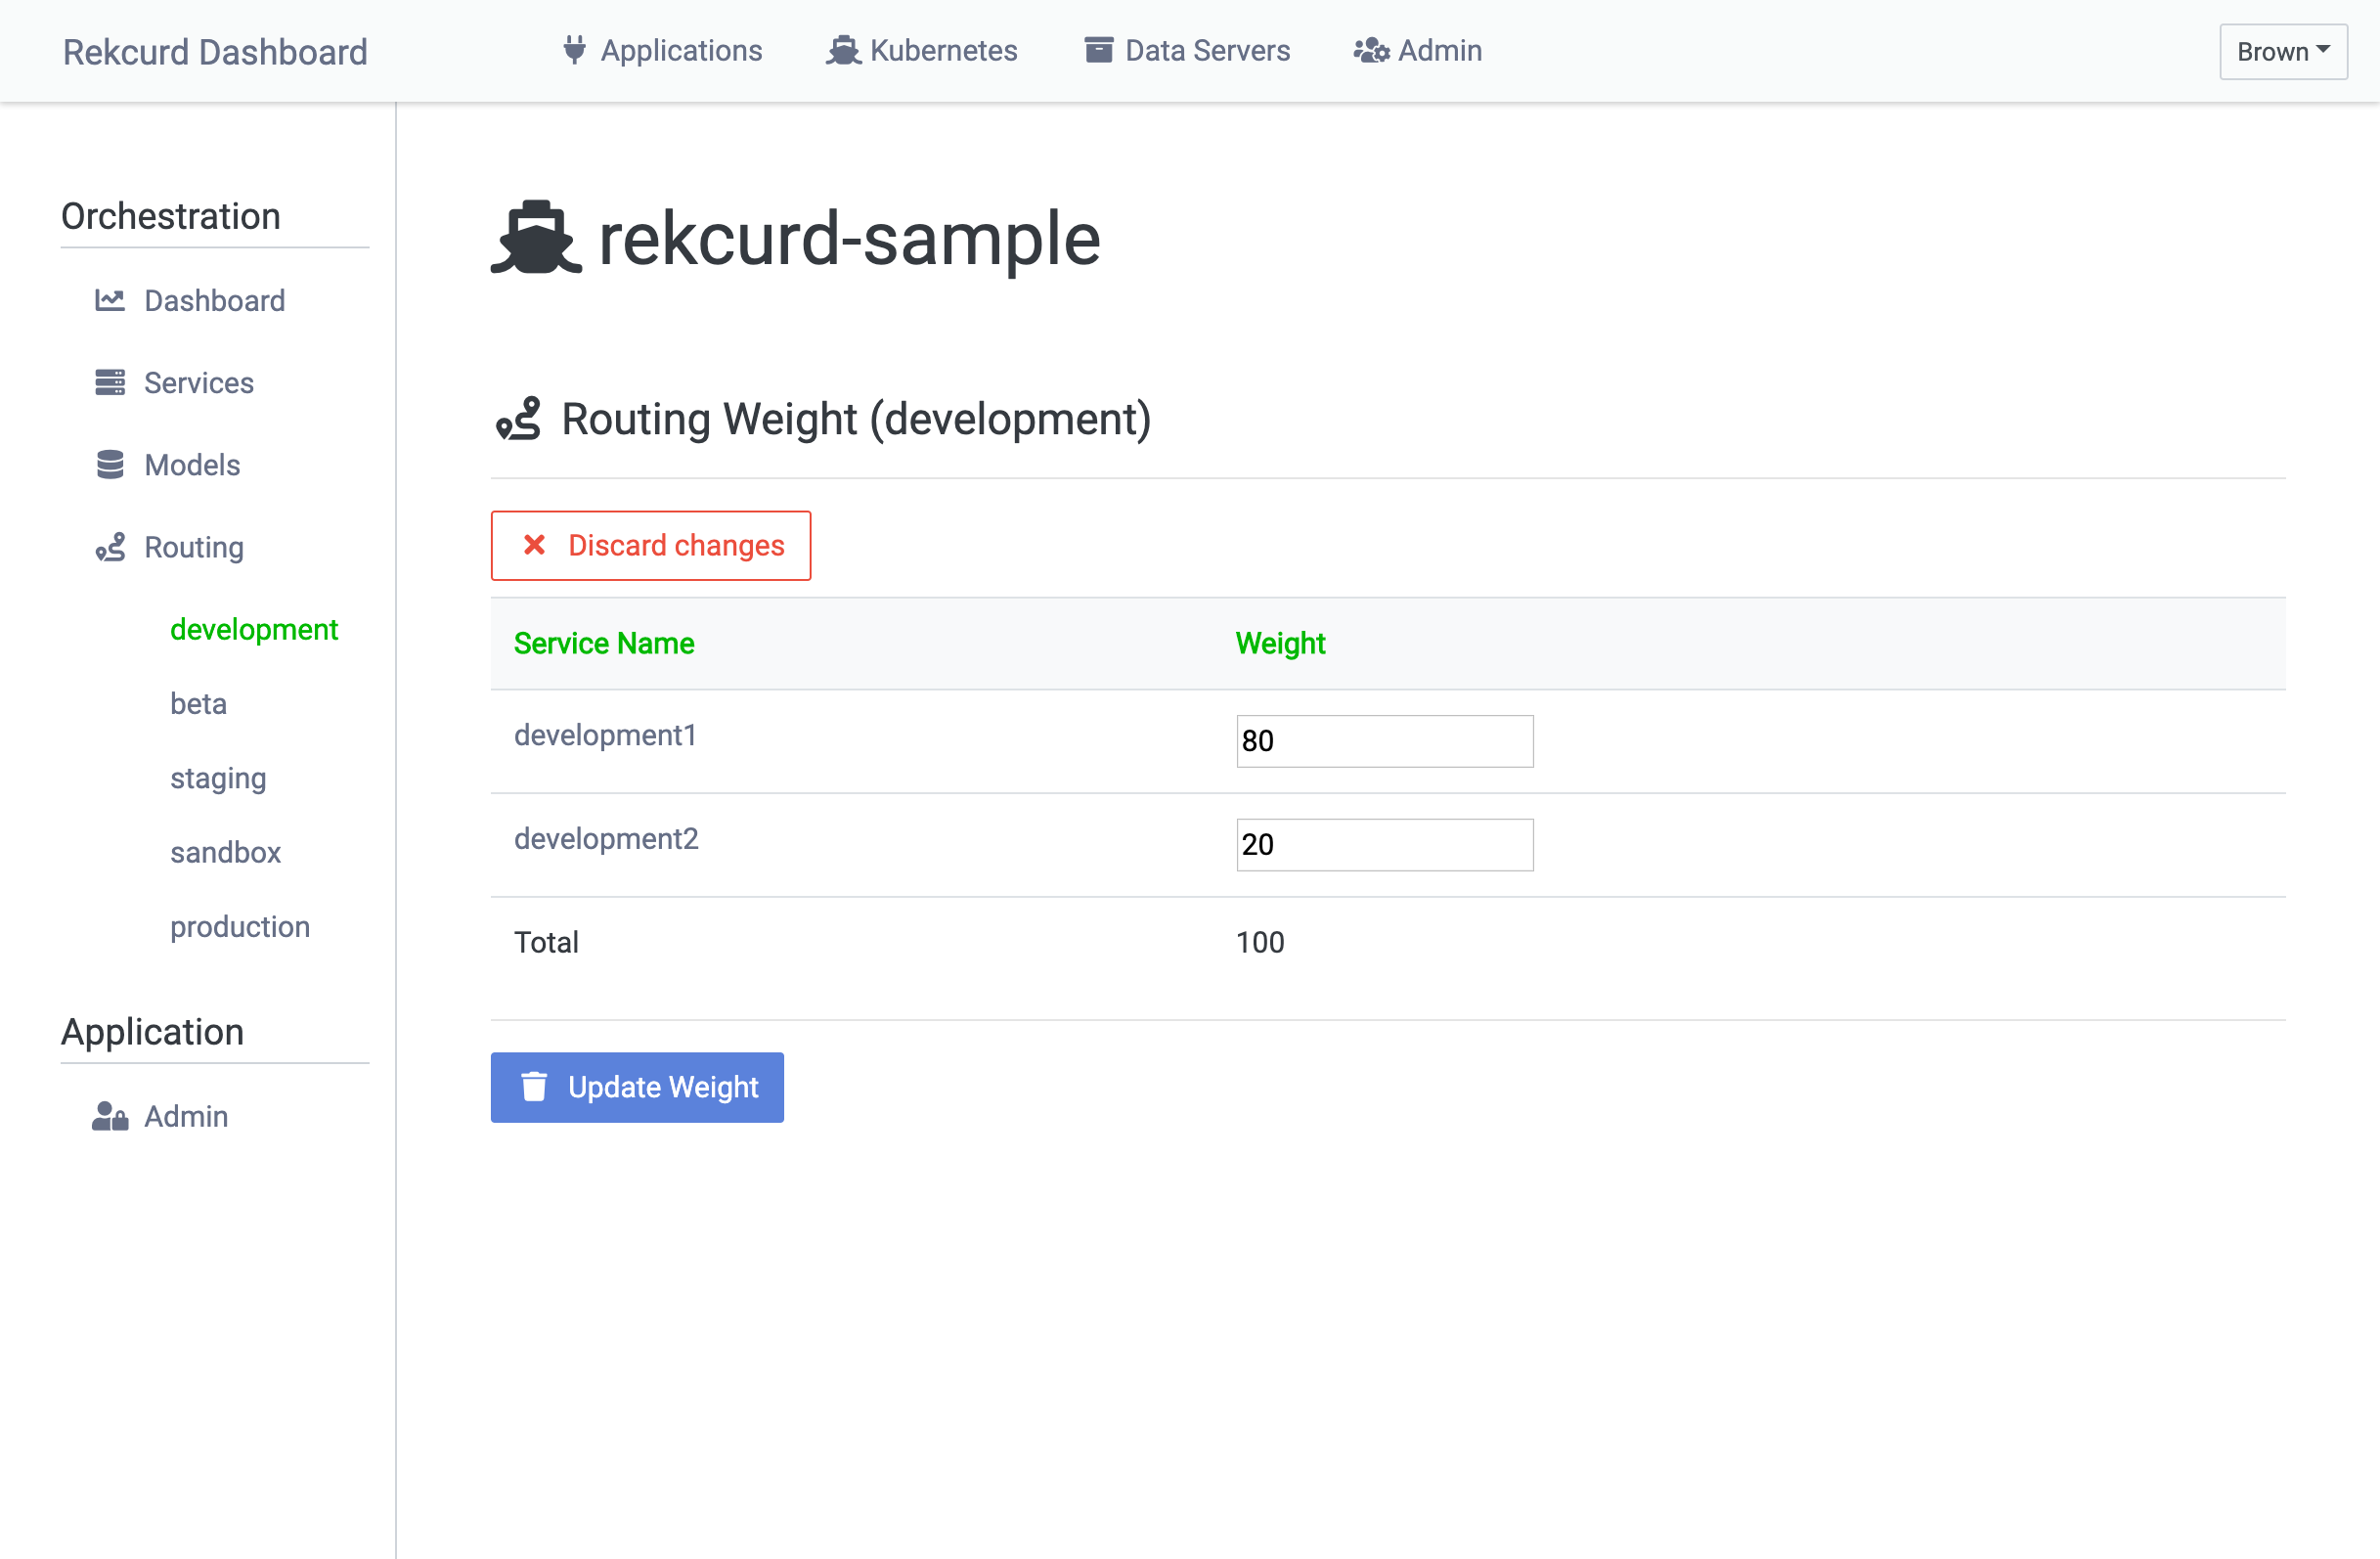 Rekcurd Dashboard
Applications
Kubernetes
Data Servers
Admin
Brown
Orchestration
Dashboard
Services
Models
Routing
development
beta
staging
sandbox
production
Application
Admin
rekcurd-sample
Routing Weight (development)
Discard changes
Service Name Weight
development1 80
development2 20
Total 100
Update Weight